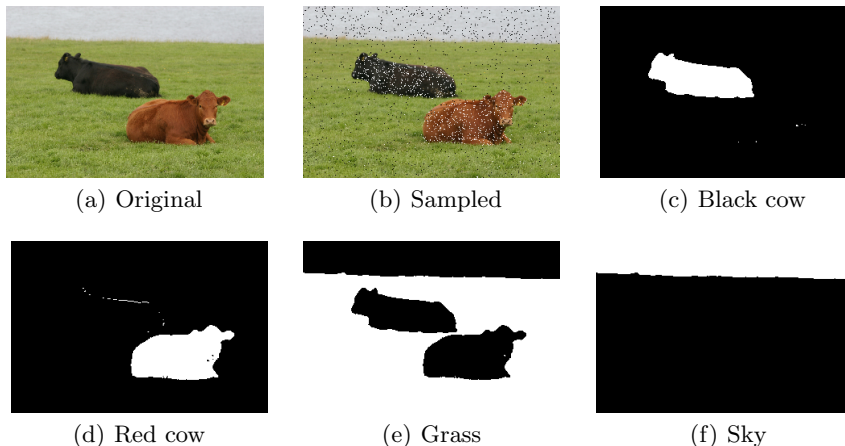 (a) Original
(b) Sampled
(c) Black cow
(d) Red cow
(e) Grass
(f) Sky